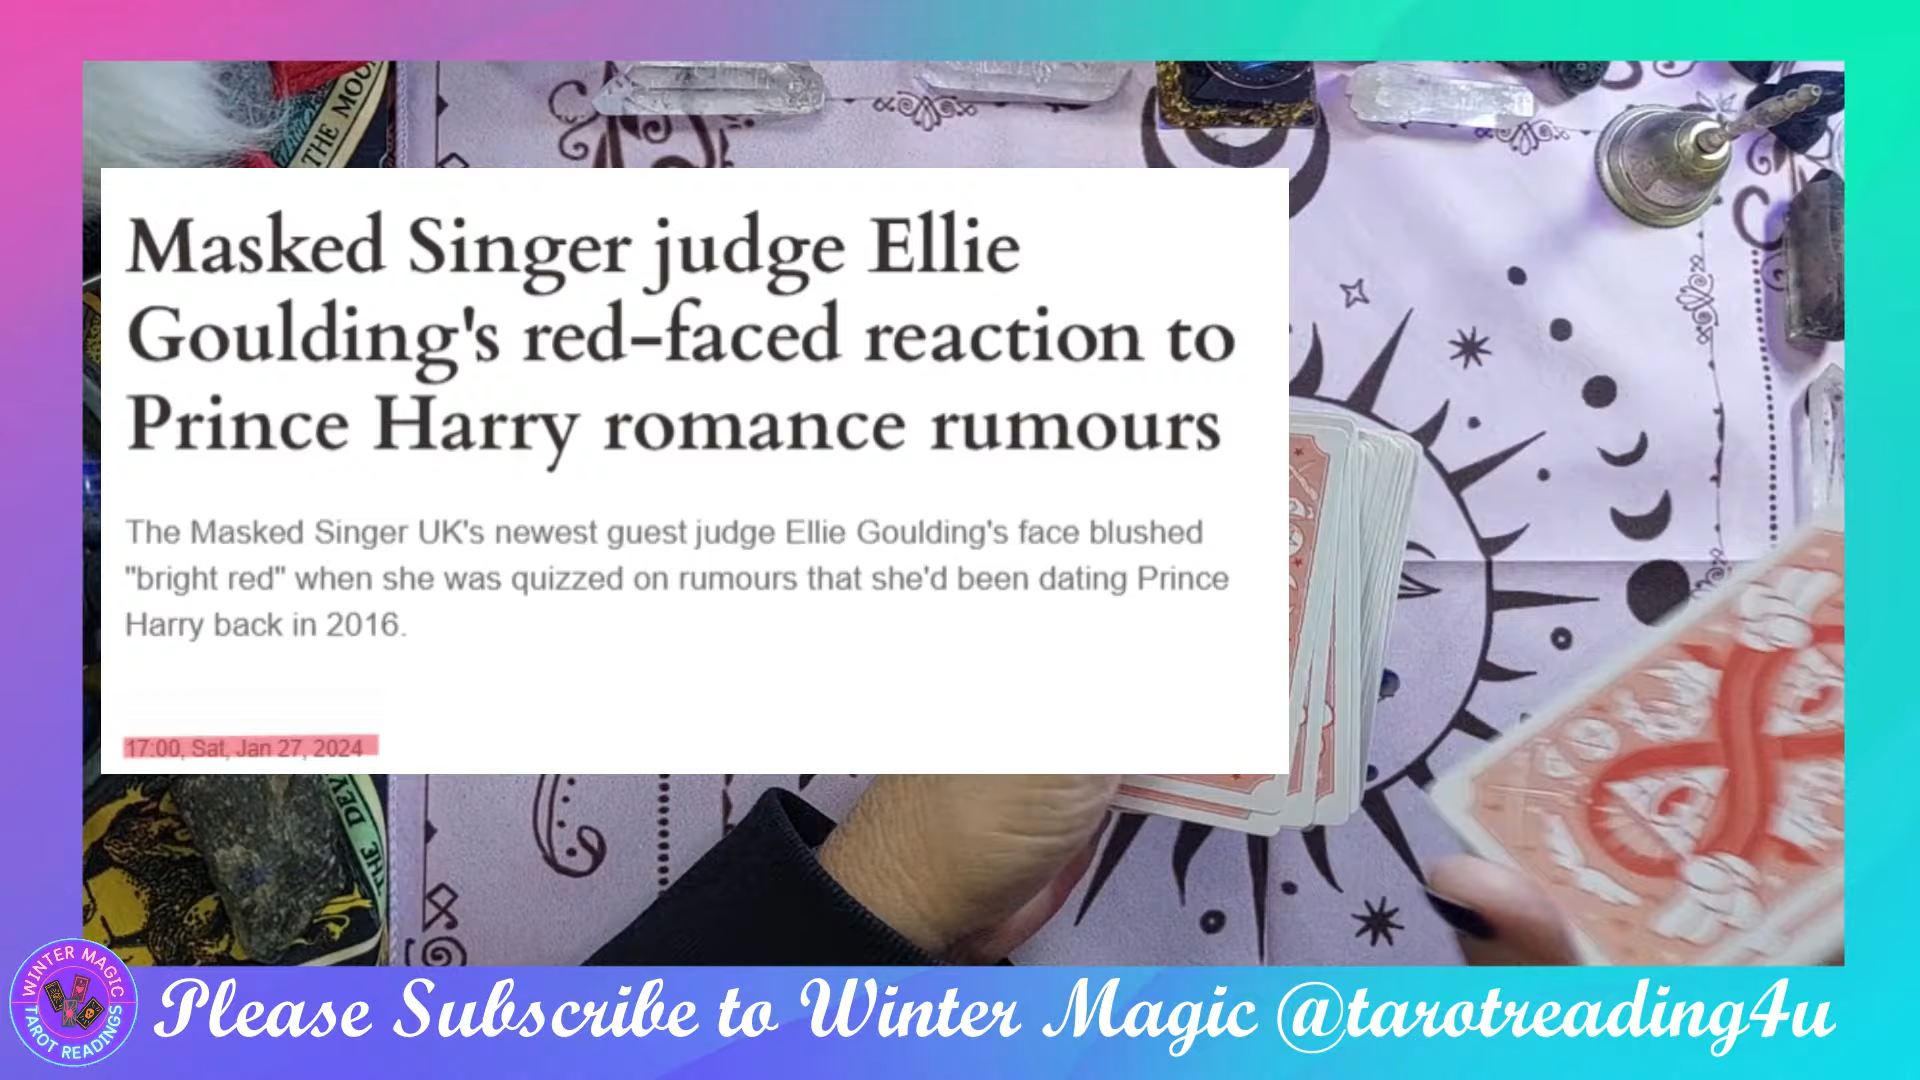 THE MOO
Masked Singer judge Ellie
Goulding's red-faced reaction to
Prince Harry romance rumours
The Masked Singer UK's newest guest judge Ellie Goulding's face blushed
"bright red" when she was quizzed on rumours that she'd been dating Prince
Harry back in 2016.
17:00, Sat, Jan 27, 2024
THE DEV
WINTER MAGIC
TAROT READINGS
Please Subscribe to Winter Magic @tarotreading4u